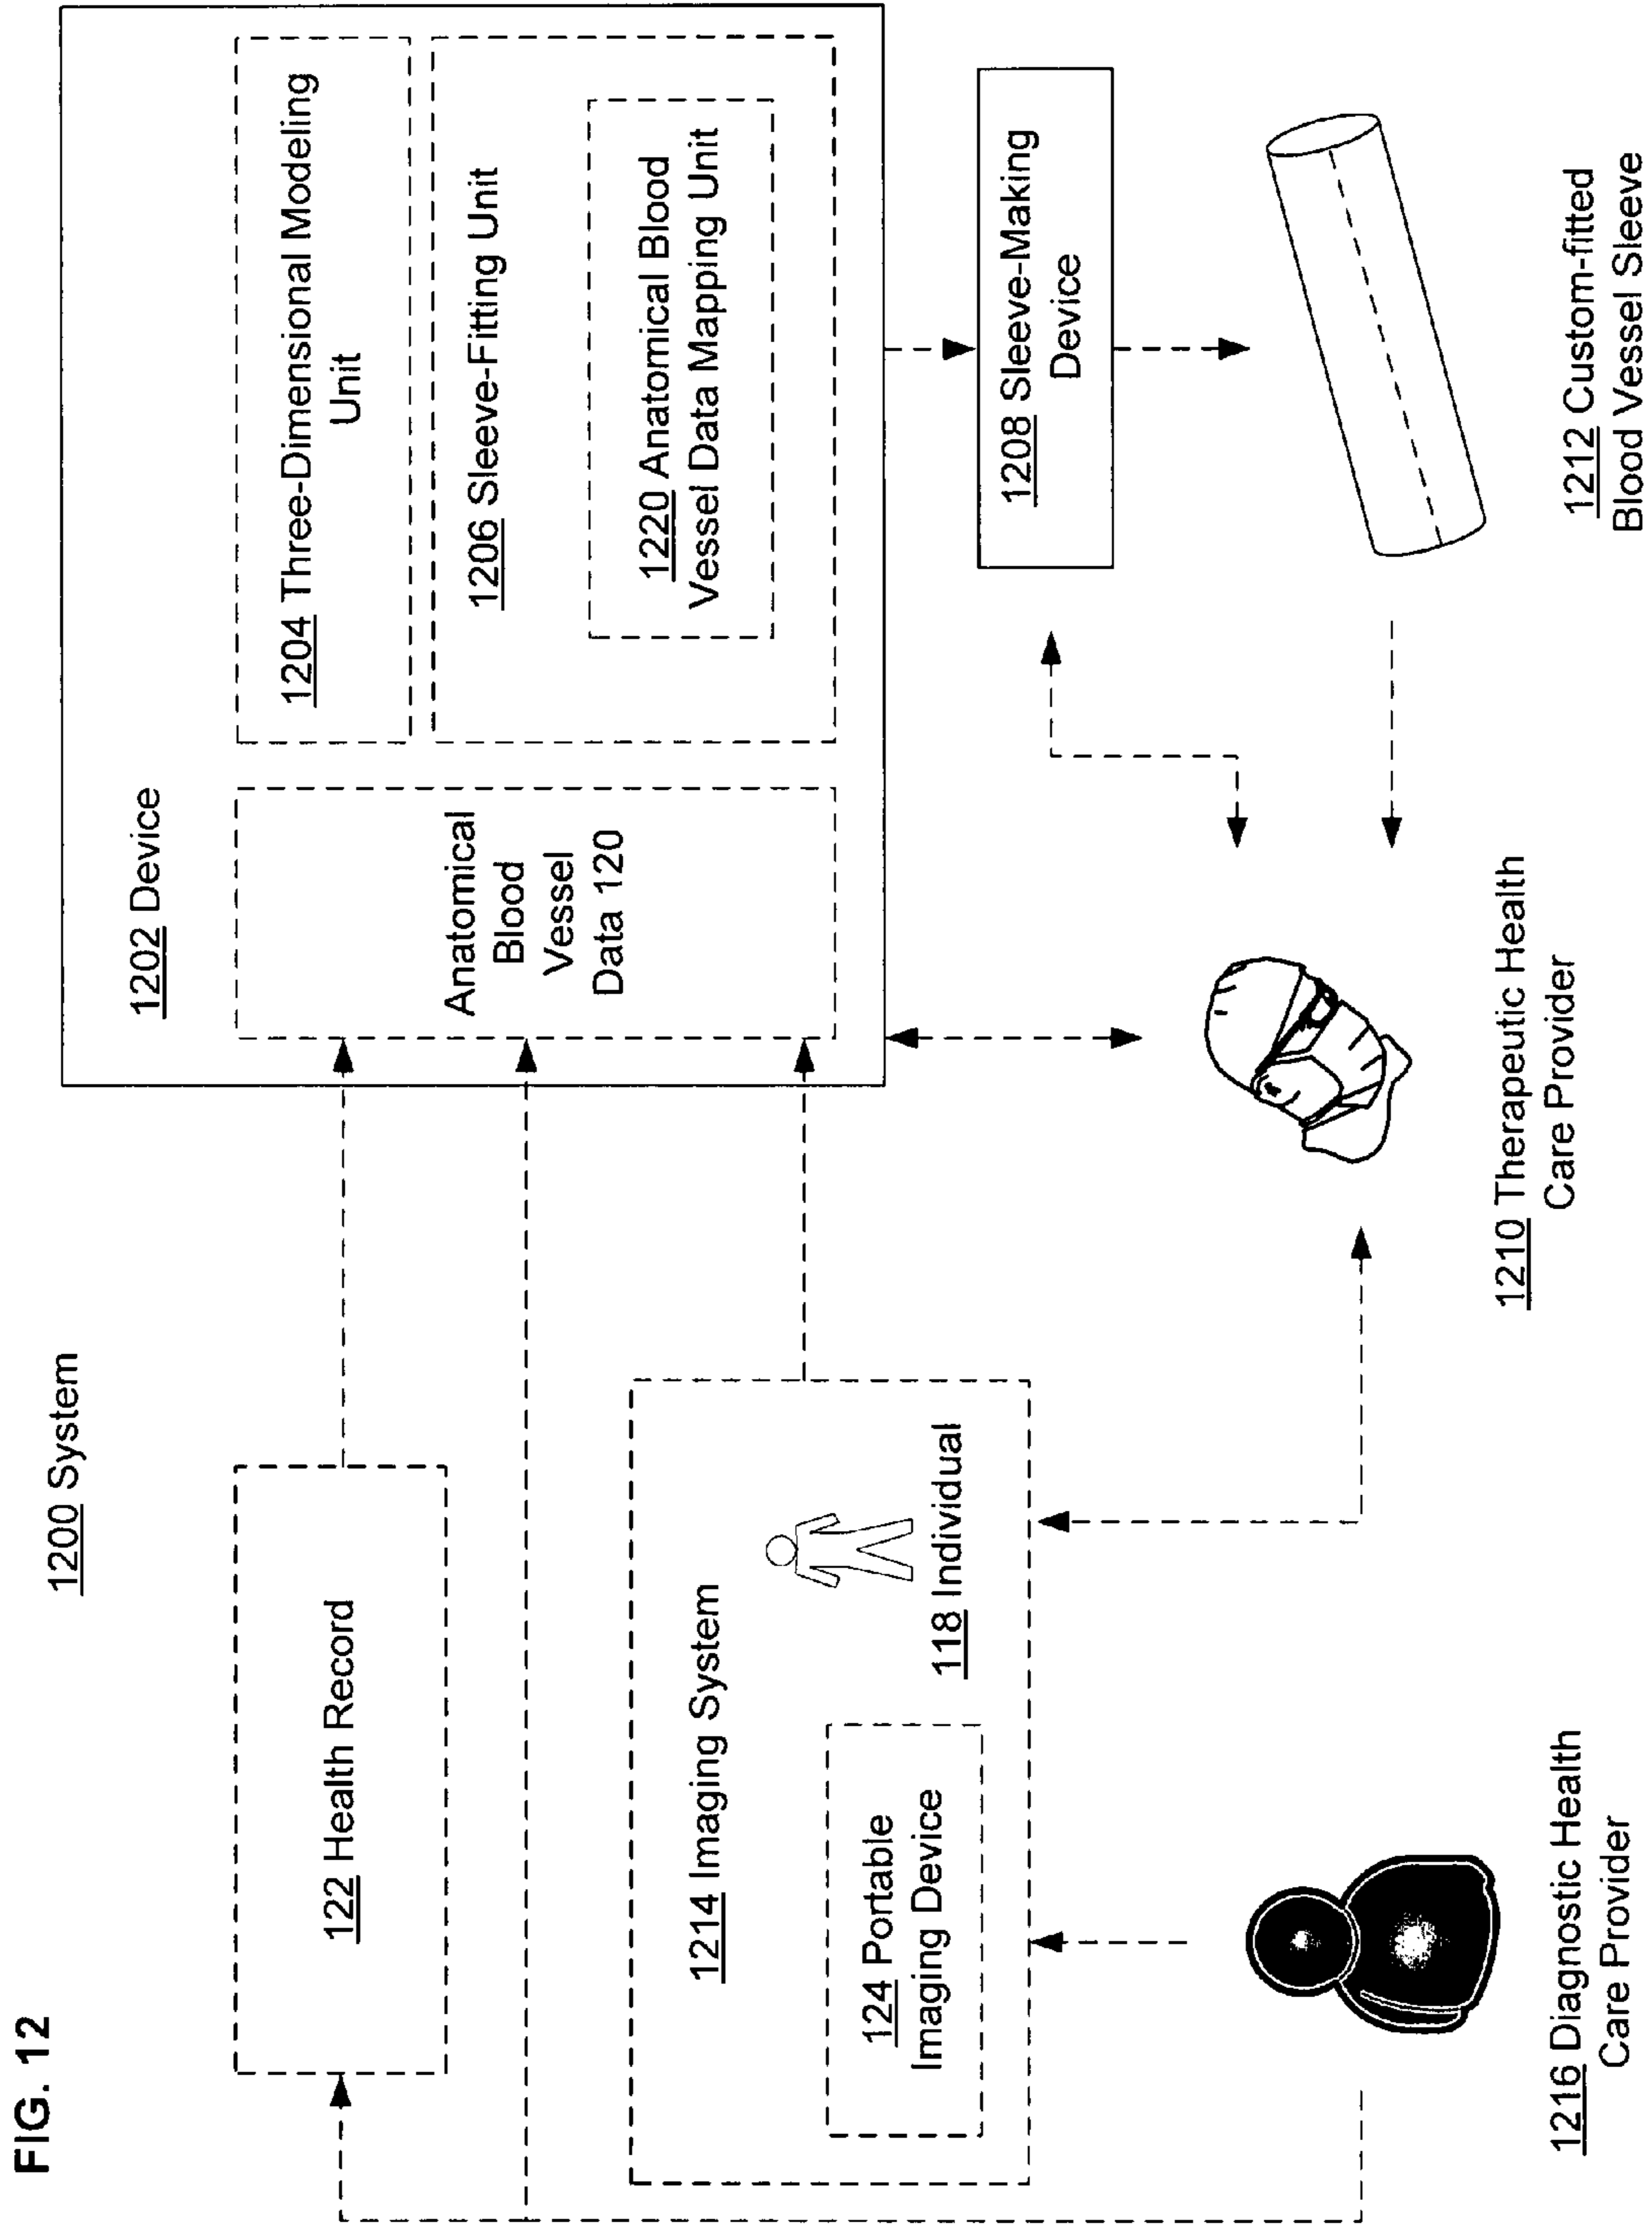 FIG. 12
1200 System
1202 Device
122 Health Record
Anatomical
Blood
Vessel
Data 120
1204 Three-Dimensional Modeling
Unit
1206 Sleeve-Fitting Unit
1220 Anatomical Blood
Vessel Data Mapping Unit
1214 Imaging System
124 Portable
Imaging Device
118 Individual
1208 Sleeve-Making
Device
1216 Diagnostic Health
Care Provider
1210 Therapeutic Health
Care Provider
1212 Custom-fitted
Blood Vessel Sleeve